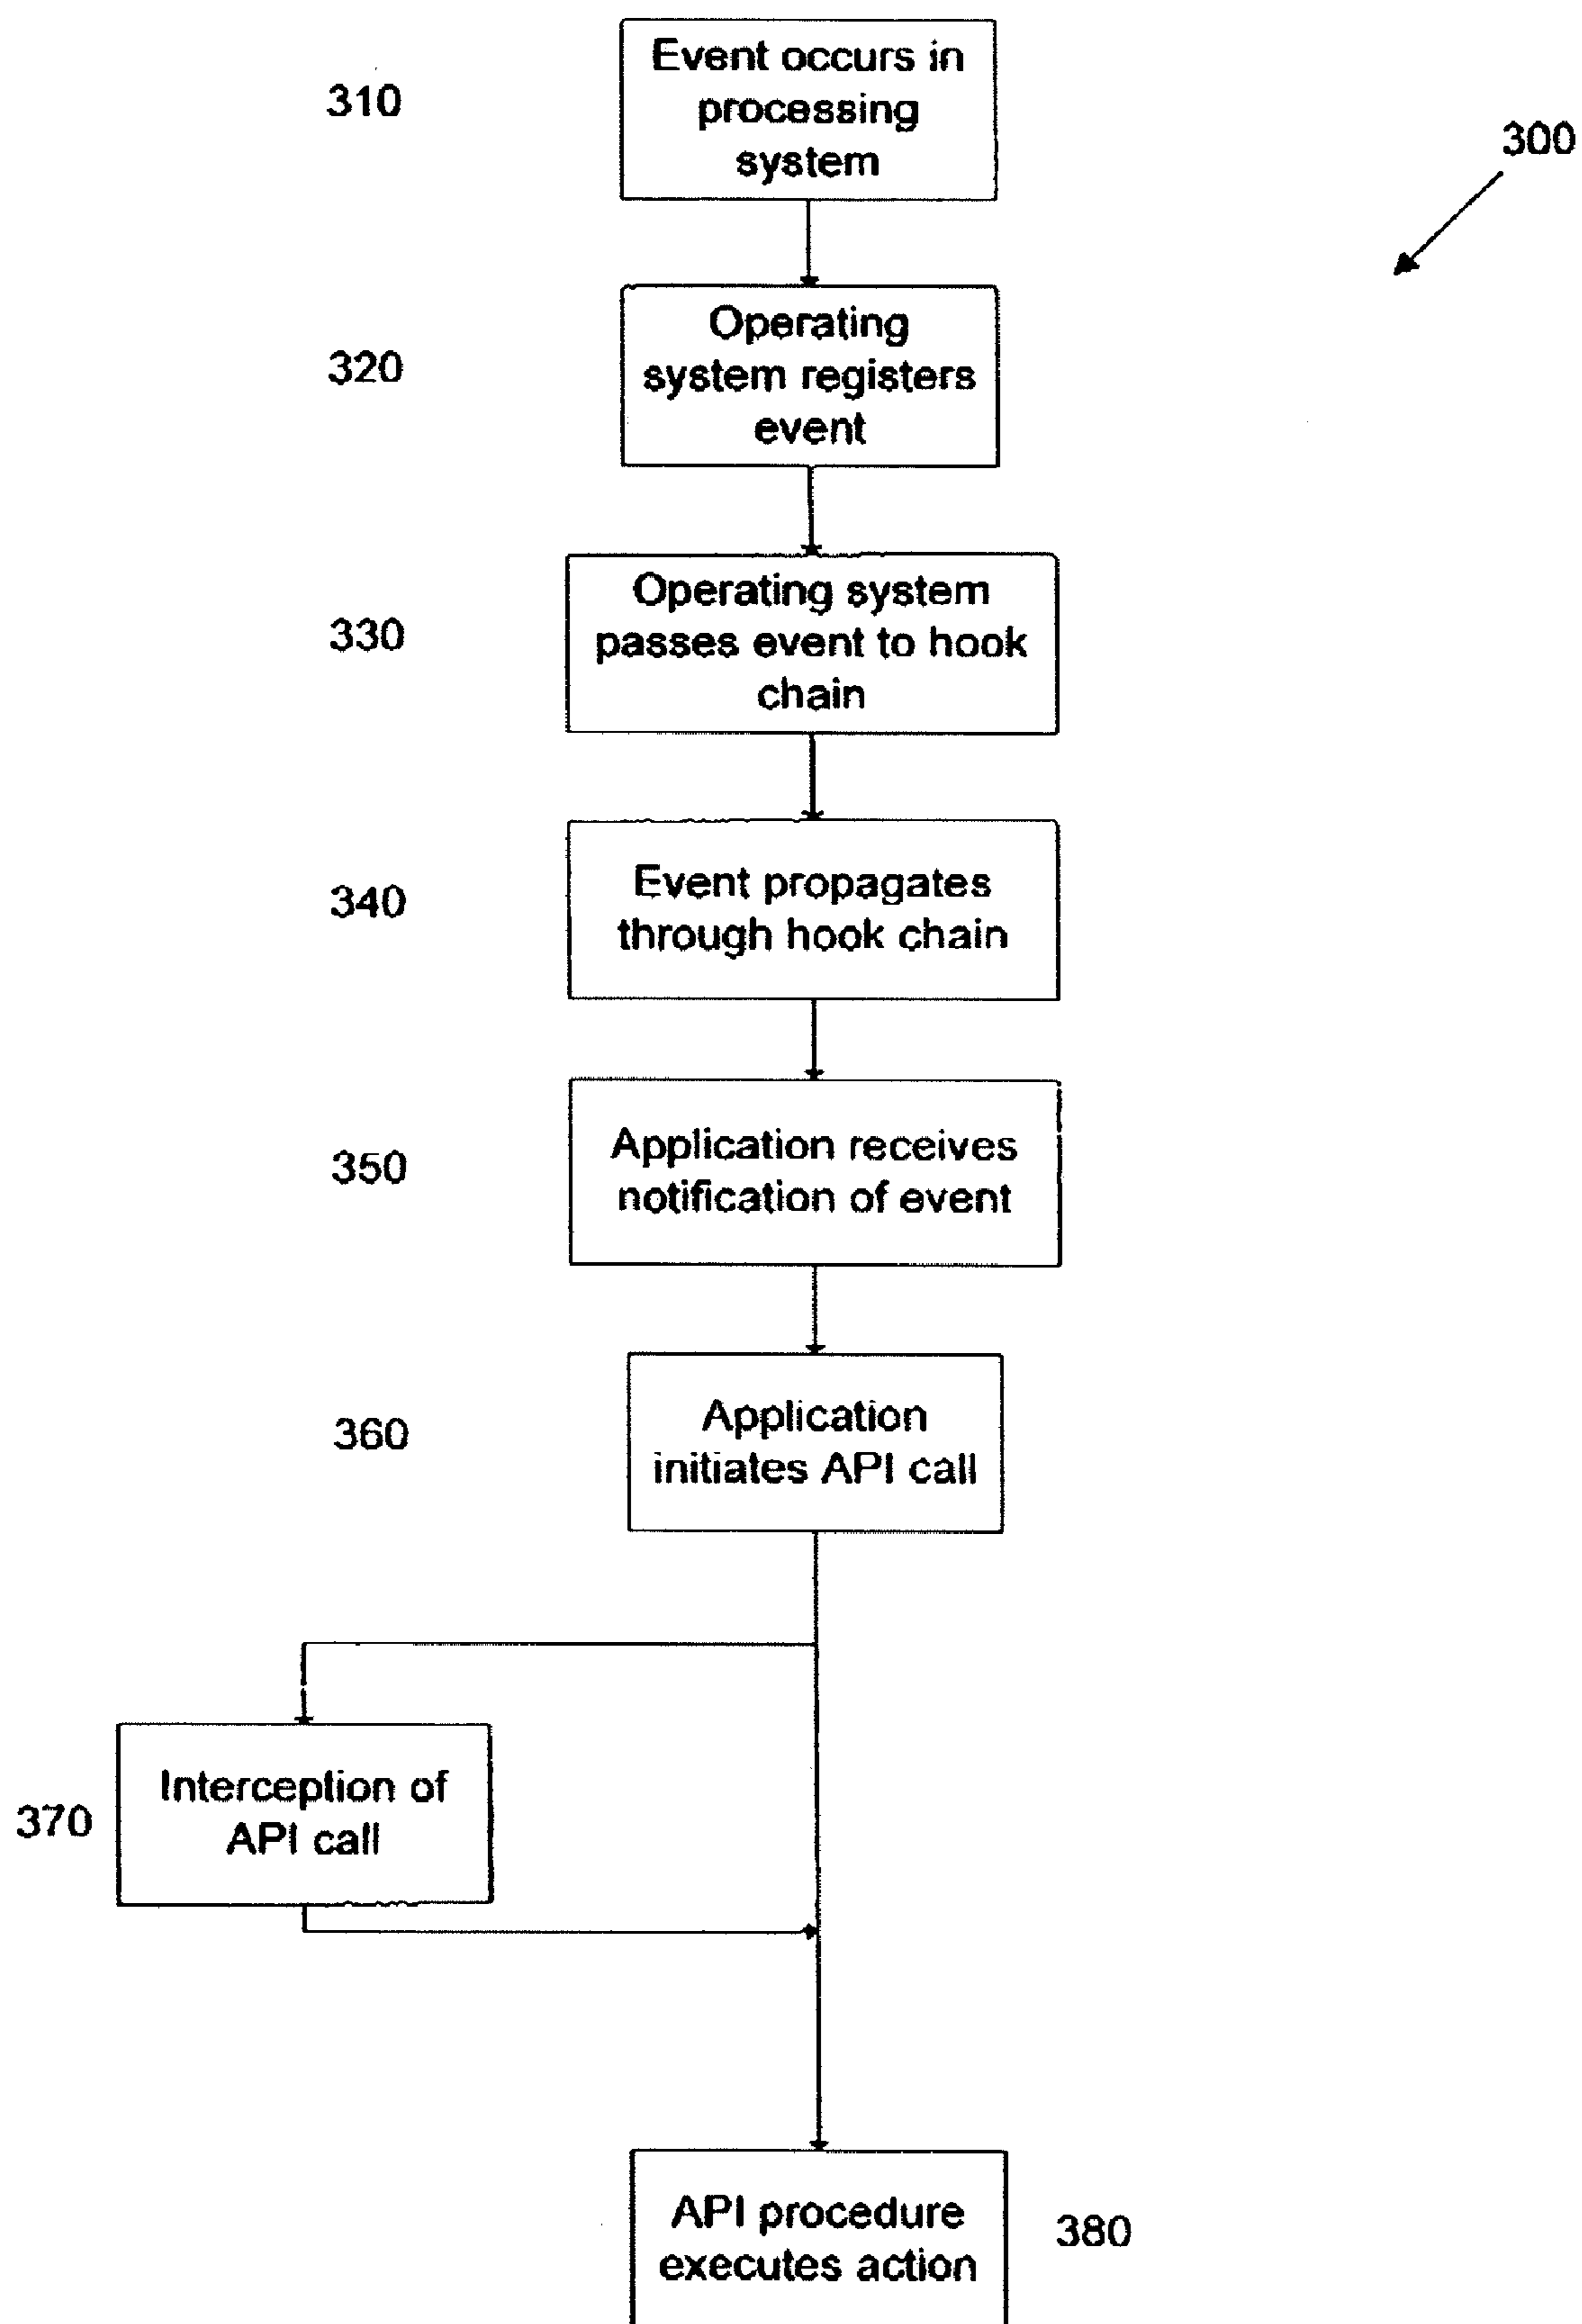 310
Event occurs in
processing
system
300
320
Operating
system registers
event
330
Operating system
passes event to hook
chain
340
Event propagates
through hook chain
350
Application receives
notification of event
360
Application
initiates API call
370
Interception of
API call
API procedure
executes action
380